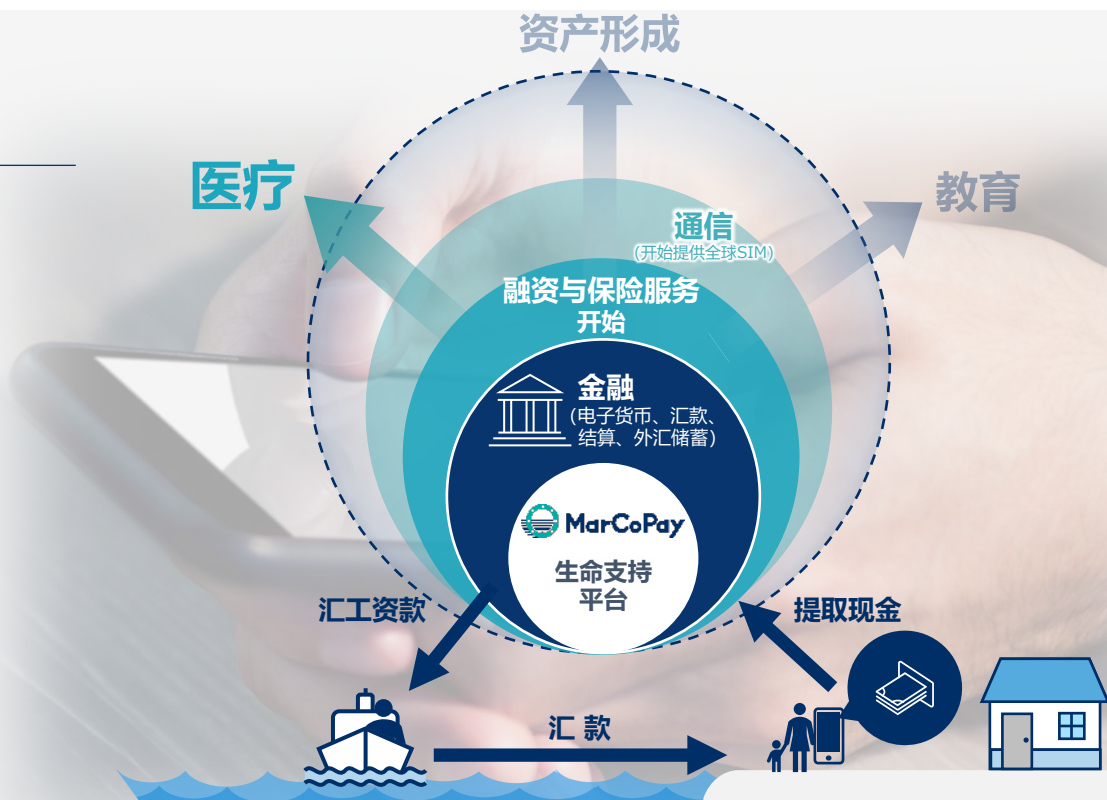 资产形成
医疗
教育
通信
(开始提供全球SIM)
融资与保险服务
开始
金融
(电子货币、汇款、
结算、外汇储蓄)
MarCoPay
生命支持
平台
汇工资款
提取现金
汇 款